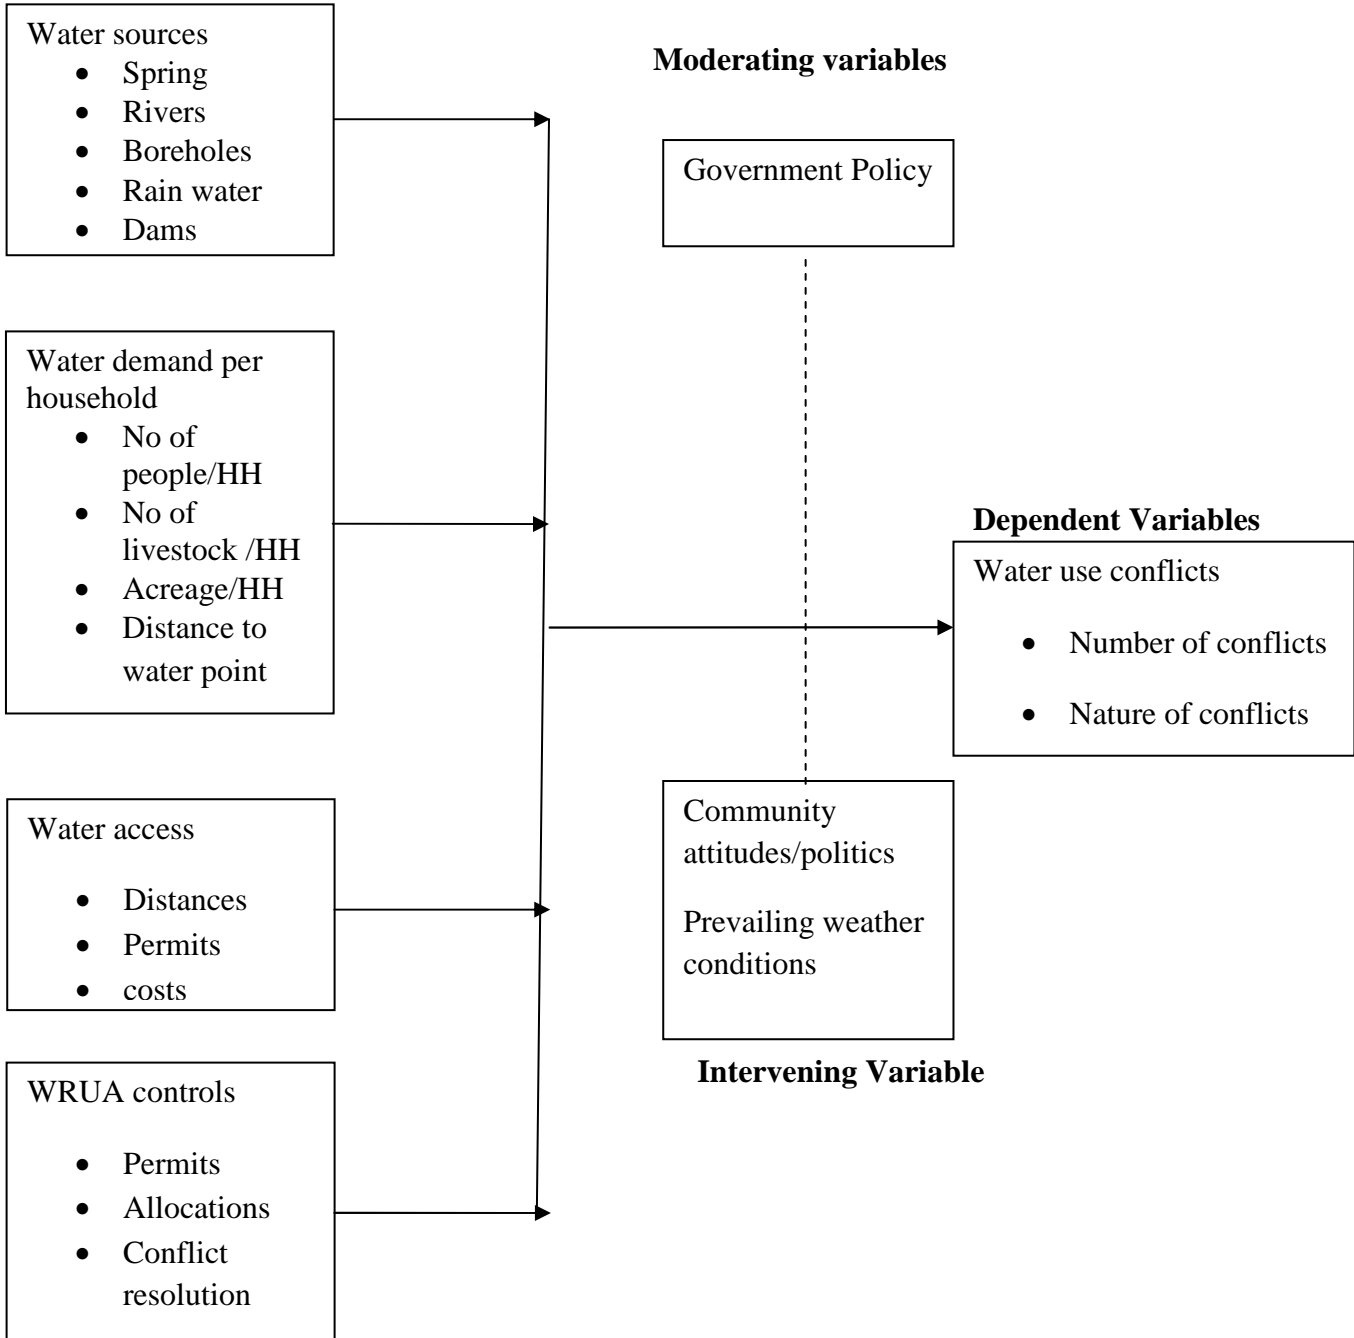 Water sources
• Spring
• Rivers
• Boreholes
• Rain water
• Dams
Water demand per
household
• No of
people/HH
• No of
livestock /HH
• Acreage/HH
• Distance to
water point
Water access
• Distances
• Permits
• costs
WRUA controls
• Permits
• Allocations
• Conflict
resolution
Moderating variables
Government Policy
Community
attitudes/politics
Prevailing weather
conditions
Intervening Variable
Dependent Variables
Water use conflicts
• Number of conflicts
• Nature of conflicts